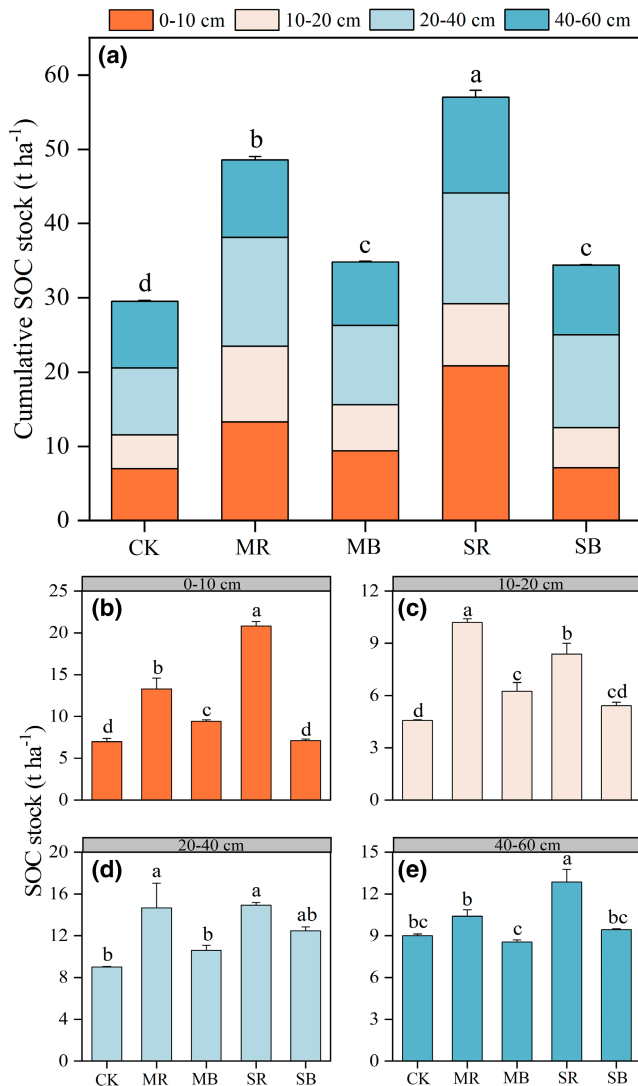 0-10 cm 10-20 cm 20-40 cm 40-60 cm
(a)
Cumulative SOC stock (t ha⁻¹)
60
50
40
30
20
10
0
d
b
c
a
c
CK MR MB SR SB
0-10 cm
(b)
25
20
15
10
5
0
d
b
c
a
d
10-20 cm
(c)
12
9
6
3
0
d
a
c
b
cd
SOC stock (t ha⁻¹)
20-40 cm
(d)
20
16
12
8
4
0
b
a
b
a
ab
CK MR MB SR SB
40-60 cm
(e)
15
12
9
6
3
0
bc
b
c
a
bc
CK MR MB SR SB